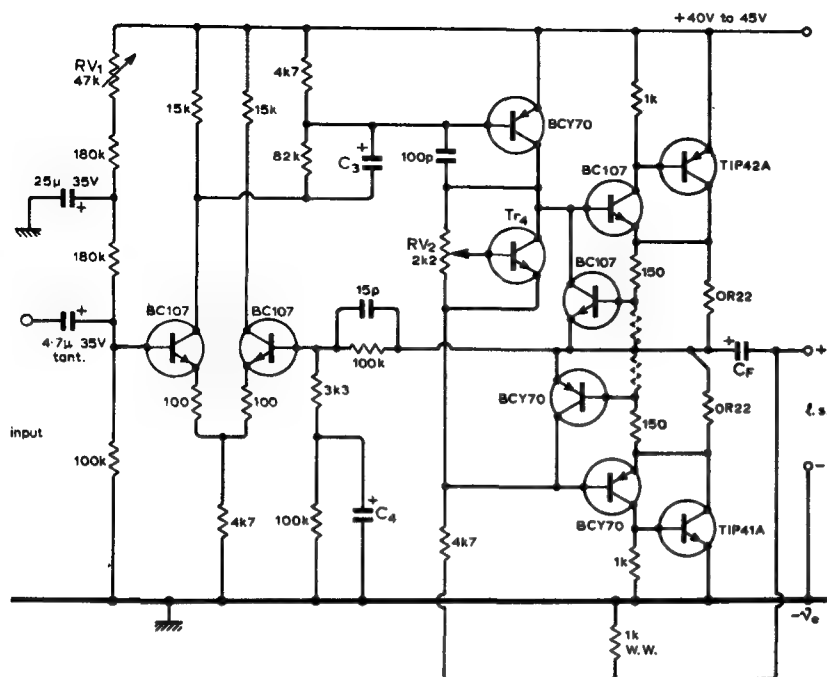 +40V to 45V
RV1
47k
15k
15k
4k7
1k
BCY70
180k
82k
C3
+
100p
BC107
TIP42A
25μ 35V
+
Tr4
RV2
2k2
180k
150
15p
BC107
0R22
BC107
BC107
+
4·7μ 35V
tant.
100k
+
CF
+
3k3
100
100
BCY70
0R22
l.s
150
input
100k
−
4k7
100k
+
C4
4k7
BCY70
TIP41A
1k
−Ve
1k
W.W.